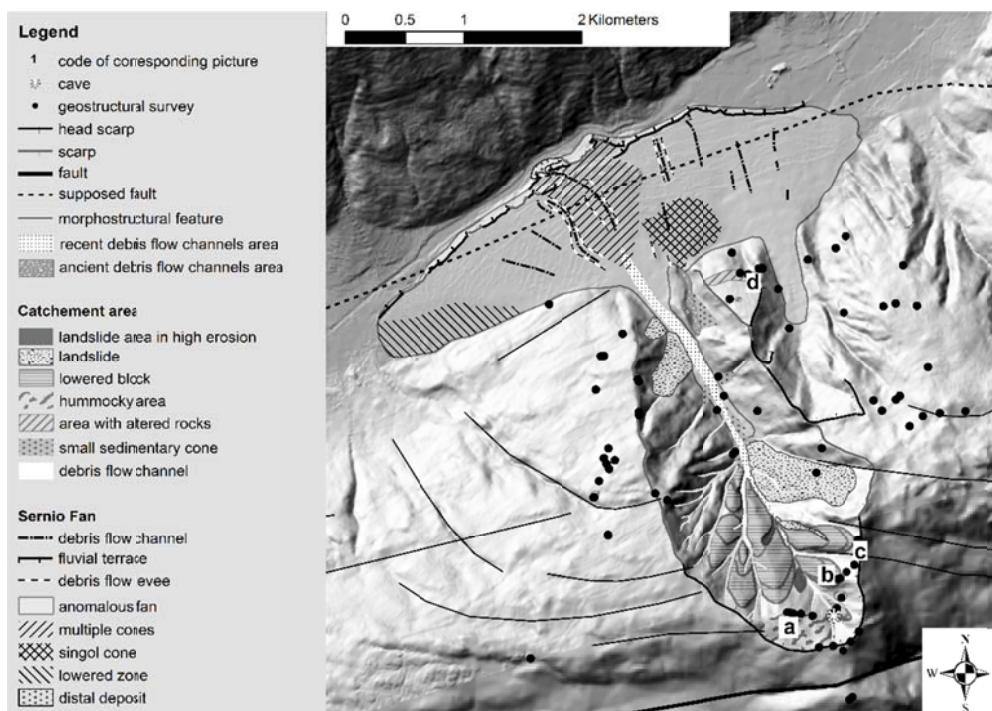 0 0.5 1 2 Kilometers
Legend
1 code of corresponding picture
cave
geostructural survey
head scarp
scarp
fault
supposed fault
morphostructural feature
recent debris flow channels area
ancient debris flow channels area
Catchement area
landslide area in high erosion
landslide
lowered block
hummocky area
area with atered rocks
small sedimentary cone
debris flow channel
Sernio Fan
debris flow channel
fluvial terrace
debris flow evee
anomalous fan
multiple cones
singol cone
lowered zone
distal deposit
d
c
b
a
N
W E
S